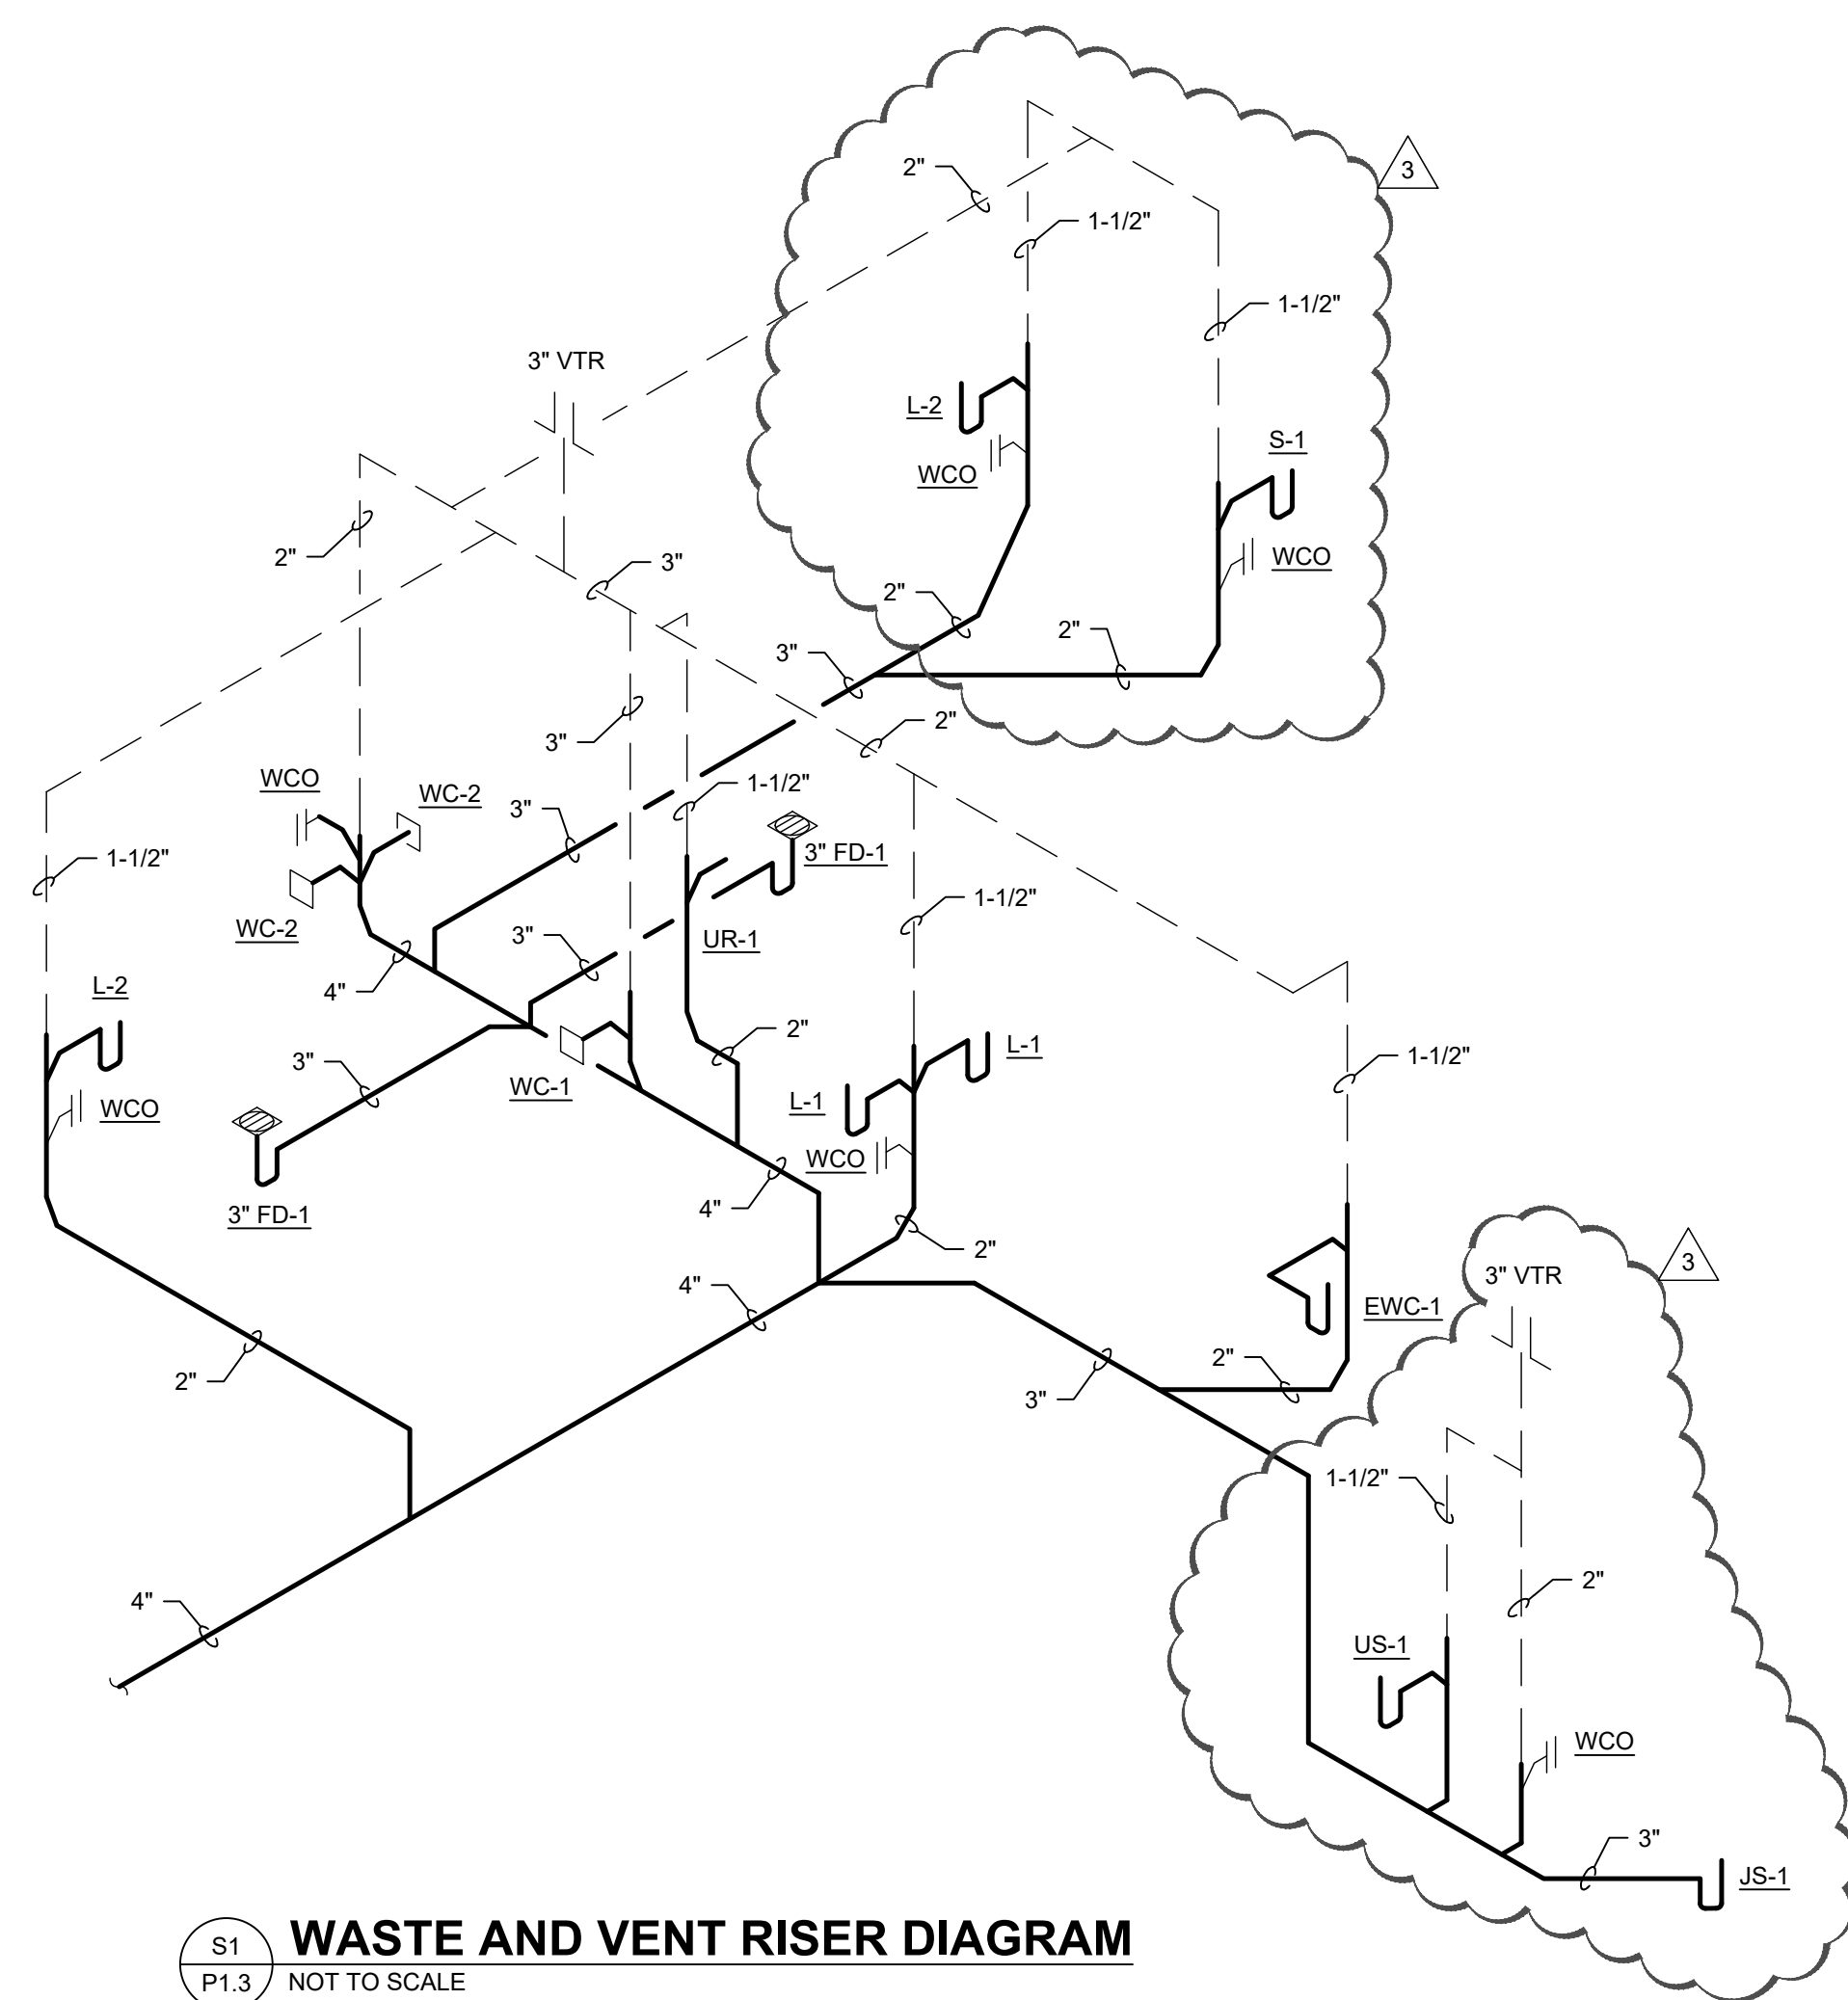 3
2"
1-1/2"
1-1/2"
3" VTR
L-2
S-1
WCO
WCO
2"
3"
2"
2"
3"
2"
3"
2"
WCO
WC-2
3"
1-1/2"
1-1/2"
3" FD-1
1-1/2"
WC-2
3"
UR-1
4"
L-2
2"
L-1
3"
WC-1
1-1/2"
L-1
WCO
WCO
4"
3" FD-1
2"
3"
4"
3" VTR
EWC-1
2"
2"
3"
1-1/2"
4"
2"
US-1
WCO
3"
JS-1
S1
P1.3
WASTE AND VENT RISER DIAGRAM
NOT TO SCALE